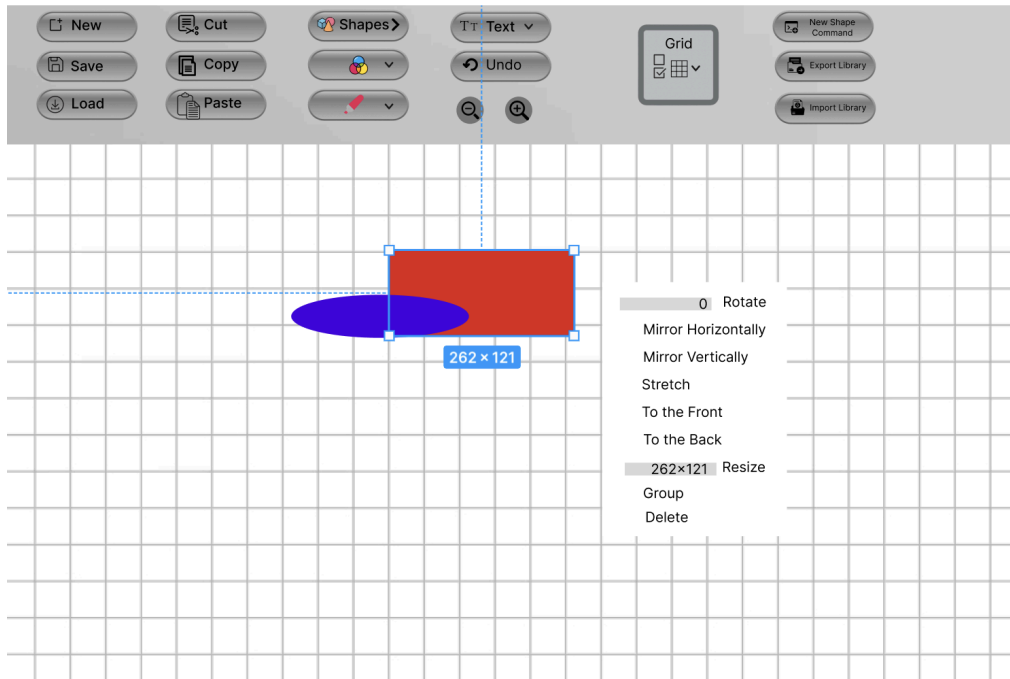 New
Cut
Shapes
TT Text
Save
Copy
Undo
Load
Paste
Grid
New Shape
Command
Export Library
Import Library
262 × 121
0 Rotate
Mirror Horizontally
Mirror Vertically
Stretch
To the Front
To the Back
262×121 Resize
Group
Delete